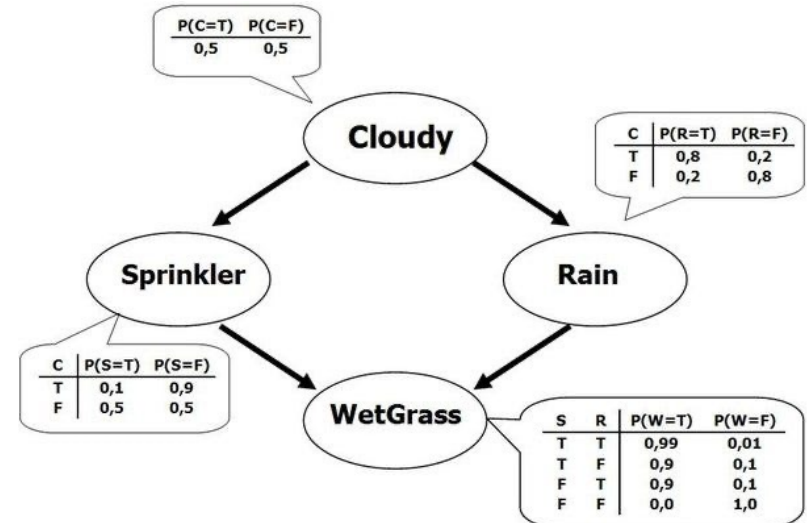 P(C=T) P(C=F)
0,5 0,5
Cloudy
C P(R=T) P(R=F)
T 0,8 0,2
F 0,2 0,8
Sprinkler
Rain
C P(S=T) P(S=F)
T 0,1 0,9
F 0,5 0,5
WetGrass
S R P(W=T) P(W=F)
T T 0,99 0,01
T F 0,9 0,1
F T 0,9 0,1
F F 0,0 1,0